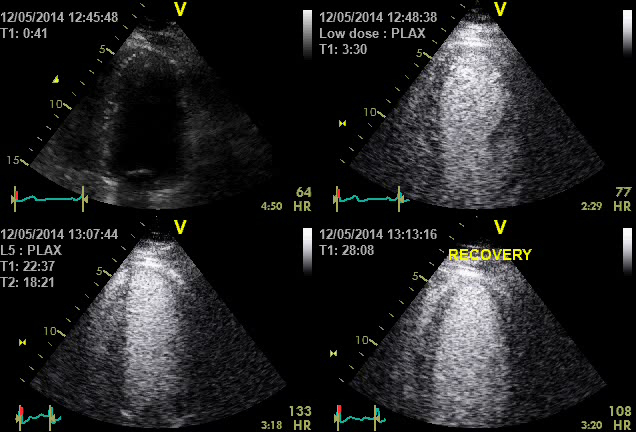 V
12/05/2014 12:45:48
T1: 0:41
5
10
15
64
4:50 HR
V
12/05/2014 12:48:38
Low dose : PLAX
T1: 3:30
5
10
77
2:29 HR
V
12/05/2014 13:07:44
L5 : PLAX
T1: 22:37
T2: 18:21
5
10
133
3:18 HR
V
12/05/2014 13:13:16
T1: 28:08
RECOVERY
5
10
108
3:20 HR